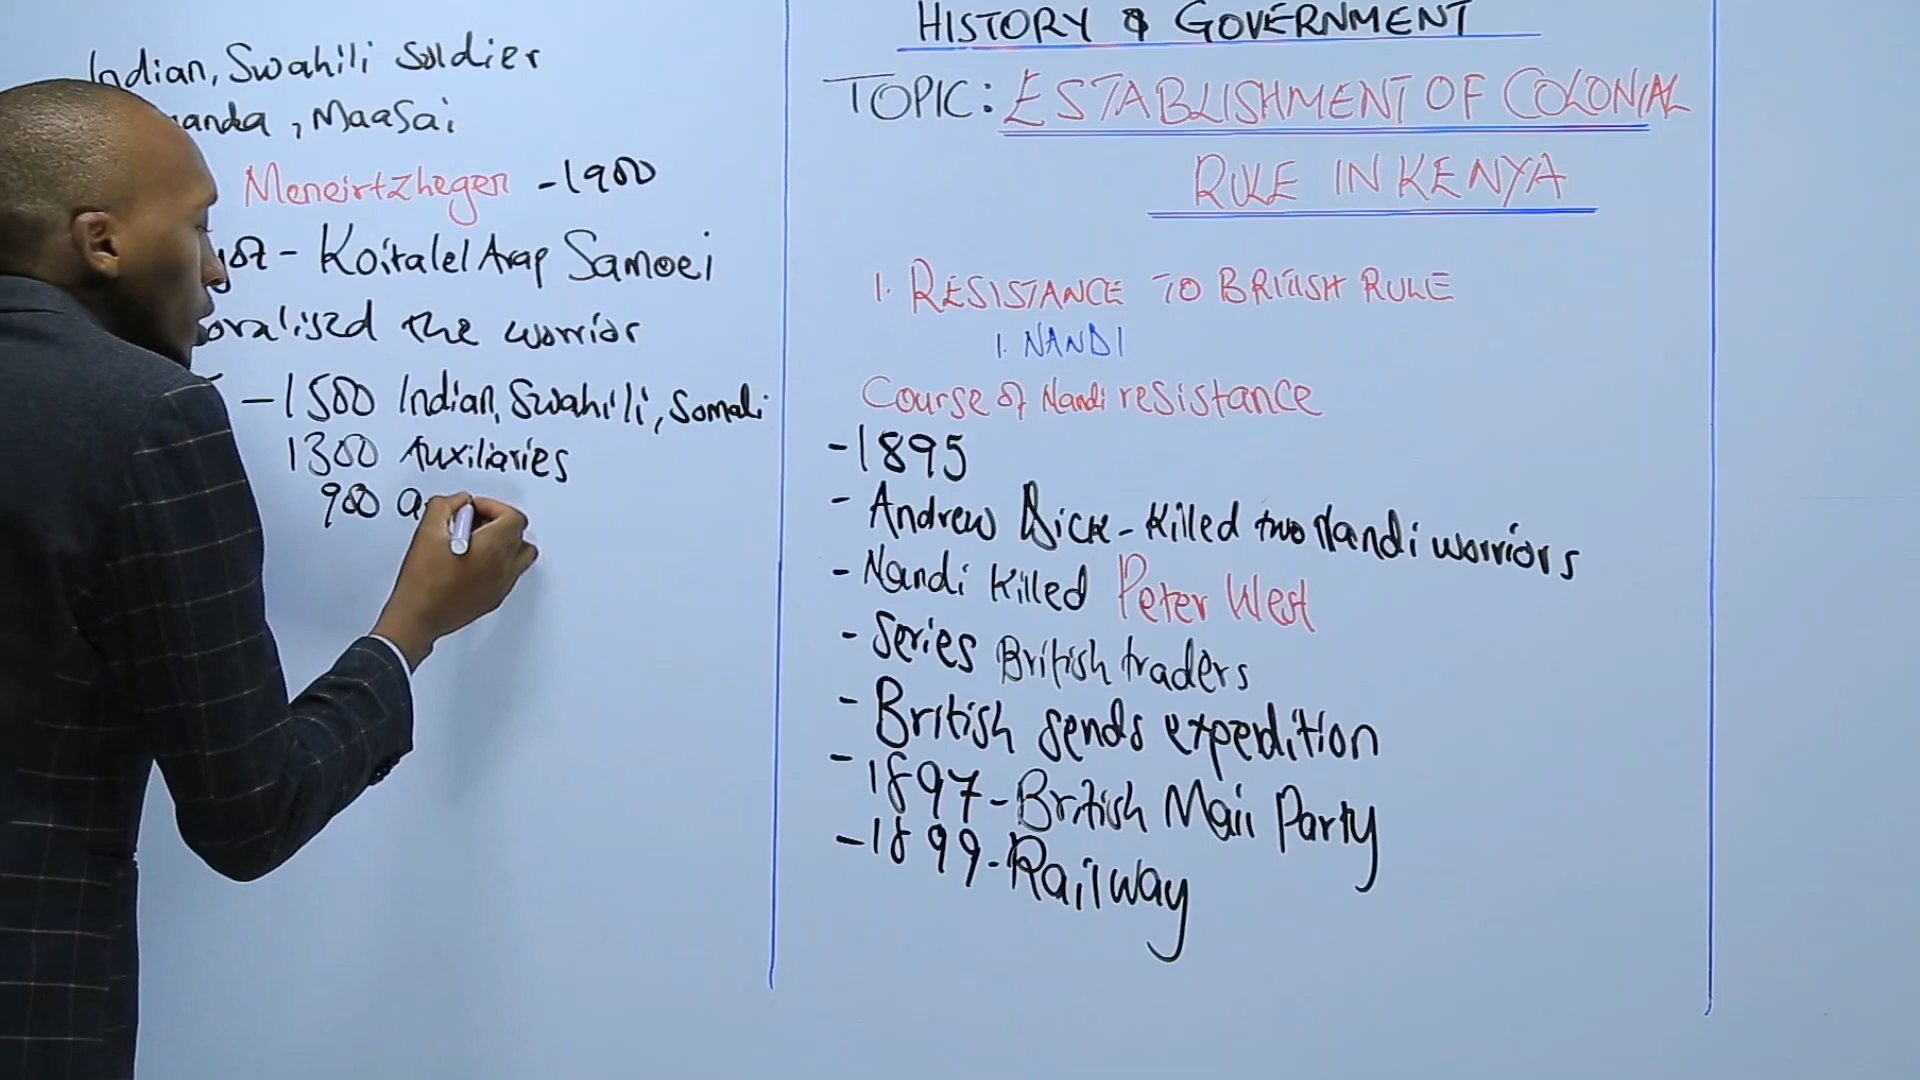 Indian, Swahili Soldier
anda, MaaSai
Meneirtzhegen -1900
Koitalel Arap Samoei
oralised the worrior
-1500 Indian, Swahili, Somali
1300 Auxiliaries
900
HISTORY & GOVERNMENT
TOPIC: ESTABLISHMENT OF COLONIAL
RULE IN KENYA
1. RESISTANCE TO BRITISH RULE
1. NANDI
Course of Nandi resistance
-1895
- Andrew Dick - Killed two Nandi worriors
- Nandi killed Peter West
- Series British traders
- British sends expedition
- 1897-British Mail Party
-1899-Railway